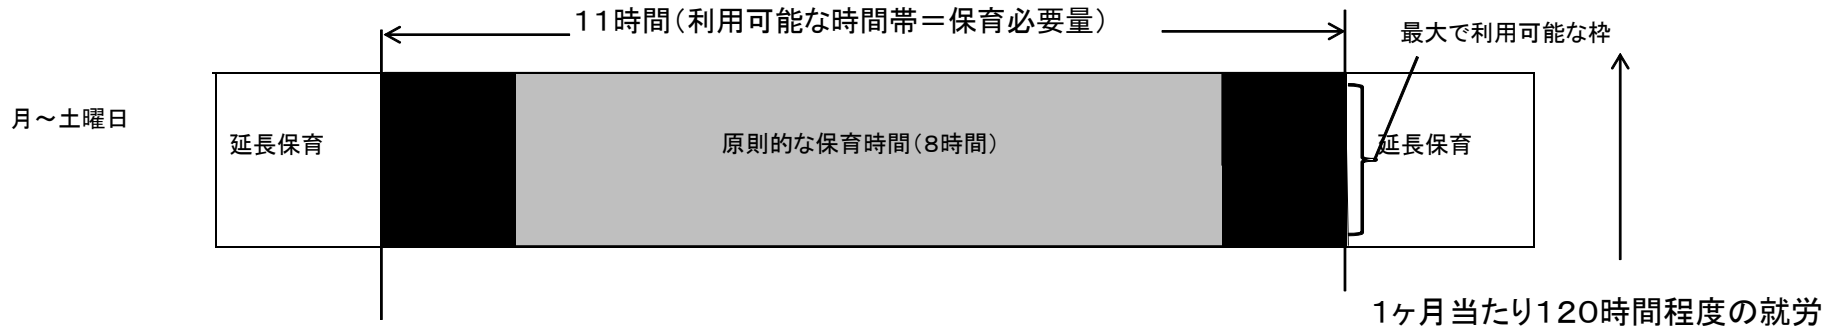 11時間（利用可能な時間帯＝保育必要量）
最大で利用可能な枠
月～土曜日
延長保育
原則的な保育時間（８時間）
延長保育
１ヶ月当たり１２０時間程度の就労